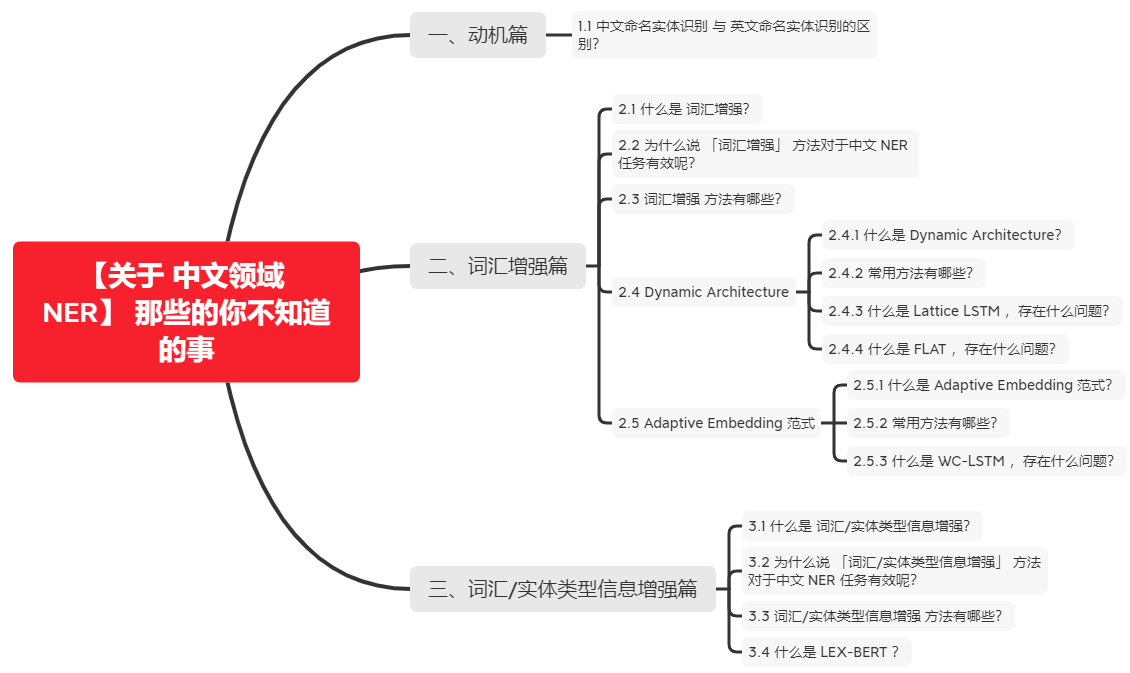 【关于 中文领域
NER】 那些的你不知道
的事
一、动机篇
1.1 中文命名实体识别 与 英文命名实体识别的区
别？
二、词汇增强篇
2.1 什么是 词汇增强？
2.2 为什么说 「词汇增强」 方法对于中文 NER
任务有效呢？
2.3 词汇增强 方法有哪些？
2.4 Dynamic Architecture
2.4.1 什么是 Dynamic Architecture？
2.4.2 常用方法有哪些？
2.4.3 什么是 Lattice LSTM ，存在什么问题？
2.4.4 什么是 FLAT ，存在什么问题？
2.5 Adaptive Embedding 范式
2.5.1 什么是 Adaptive Embedding 范式？
2.5.2 常用方法有哪些？
2.5.3 什么是 WC-LSTM ，存在什么问题？
三、词汇/实体类型信息增强篇
3.1 什么是 词汇/实体类型信息增强？
3.2 为什么说 「词汇/实体类型信息增强」 方法
对于中文 NER 任务有效呢？
3.3 词汇/实体类型信息增强 方法有哪些？
3.4 什么是 LEX-BERT ？